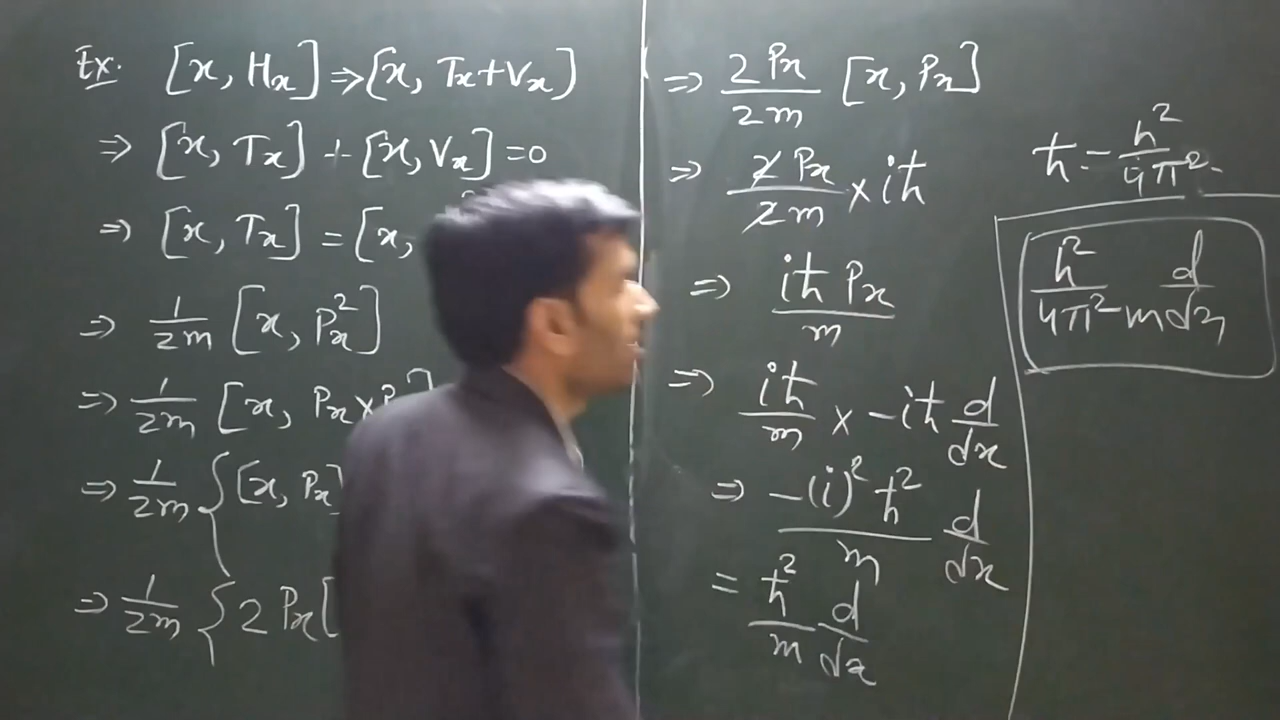 Ex. [x, Hx] ⇒ [x, Tx+Vx]
⇒ [x, Tx] + [x, Vx] = 0
⇒ [x, Tx] = [x,
⇒ 1/2m [x, Px²]
⇒ 1/2m [x, Px × P
⇒ 1/2m { [x, Px]
⇒ 1/2m { 2 Px [
⇒ 2Px/2m [x, Px]
⇒ 2Px/2m × iħ
⇒ iħ Px/m
⇒ iħ/m × -iħ d/dx
⇒ -(i)² ħ²/m d/dx
= ħ²/m d/dx
ħ = h²/4π²
h²/4π²m d/dx